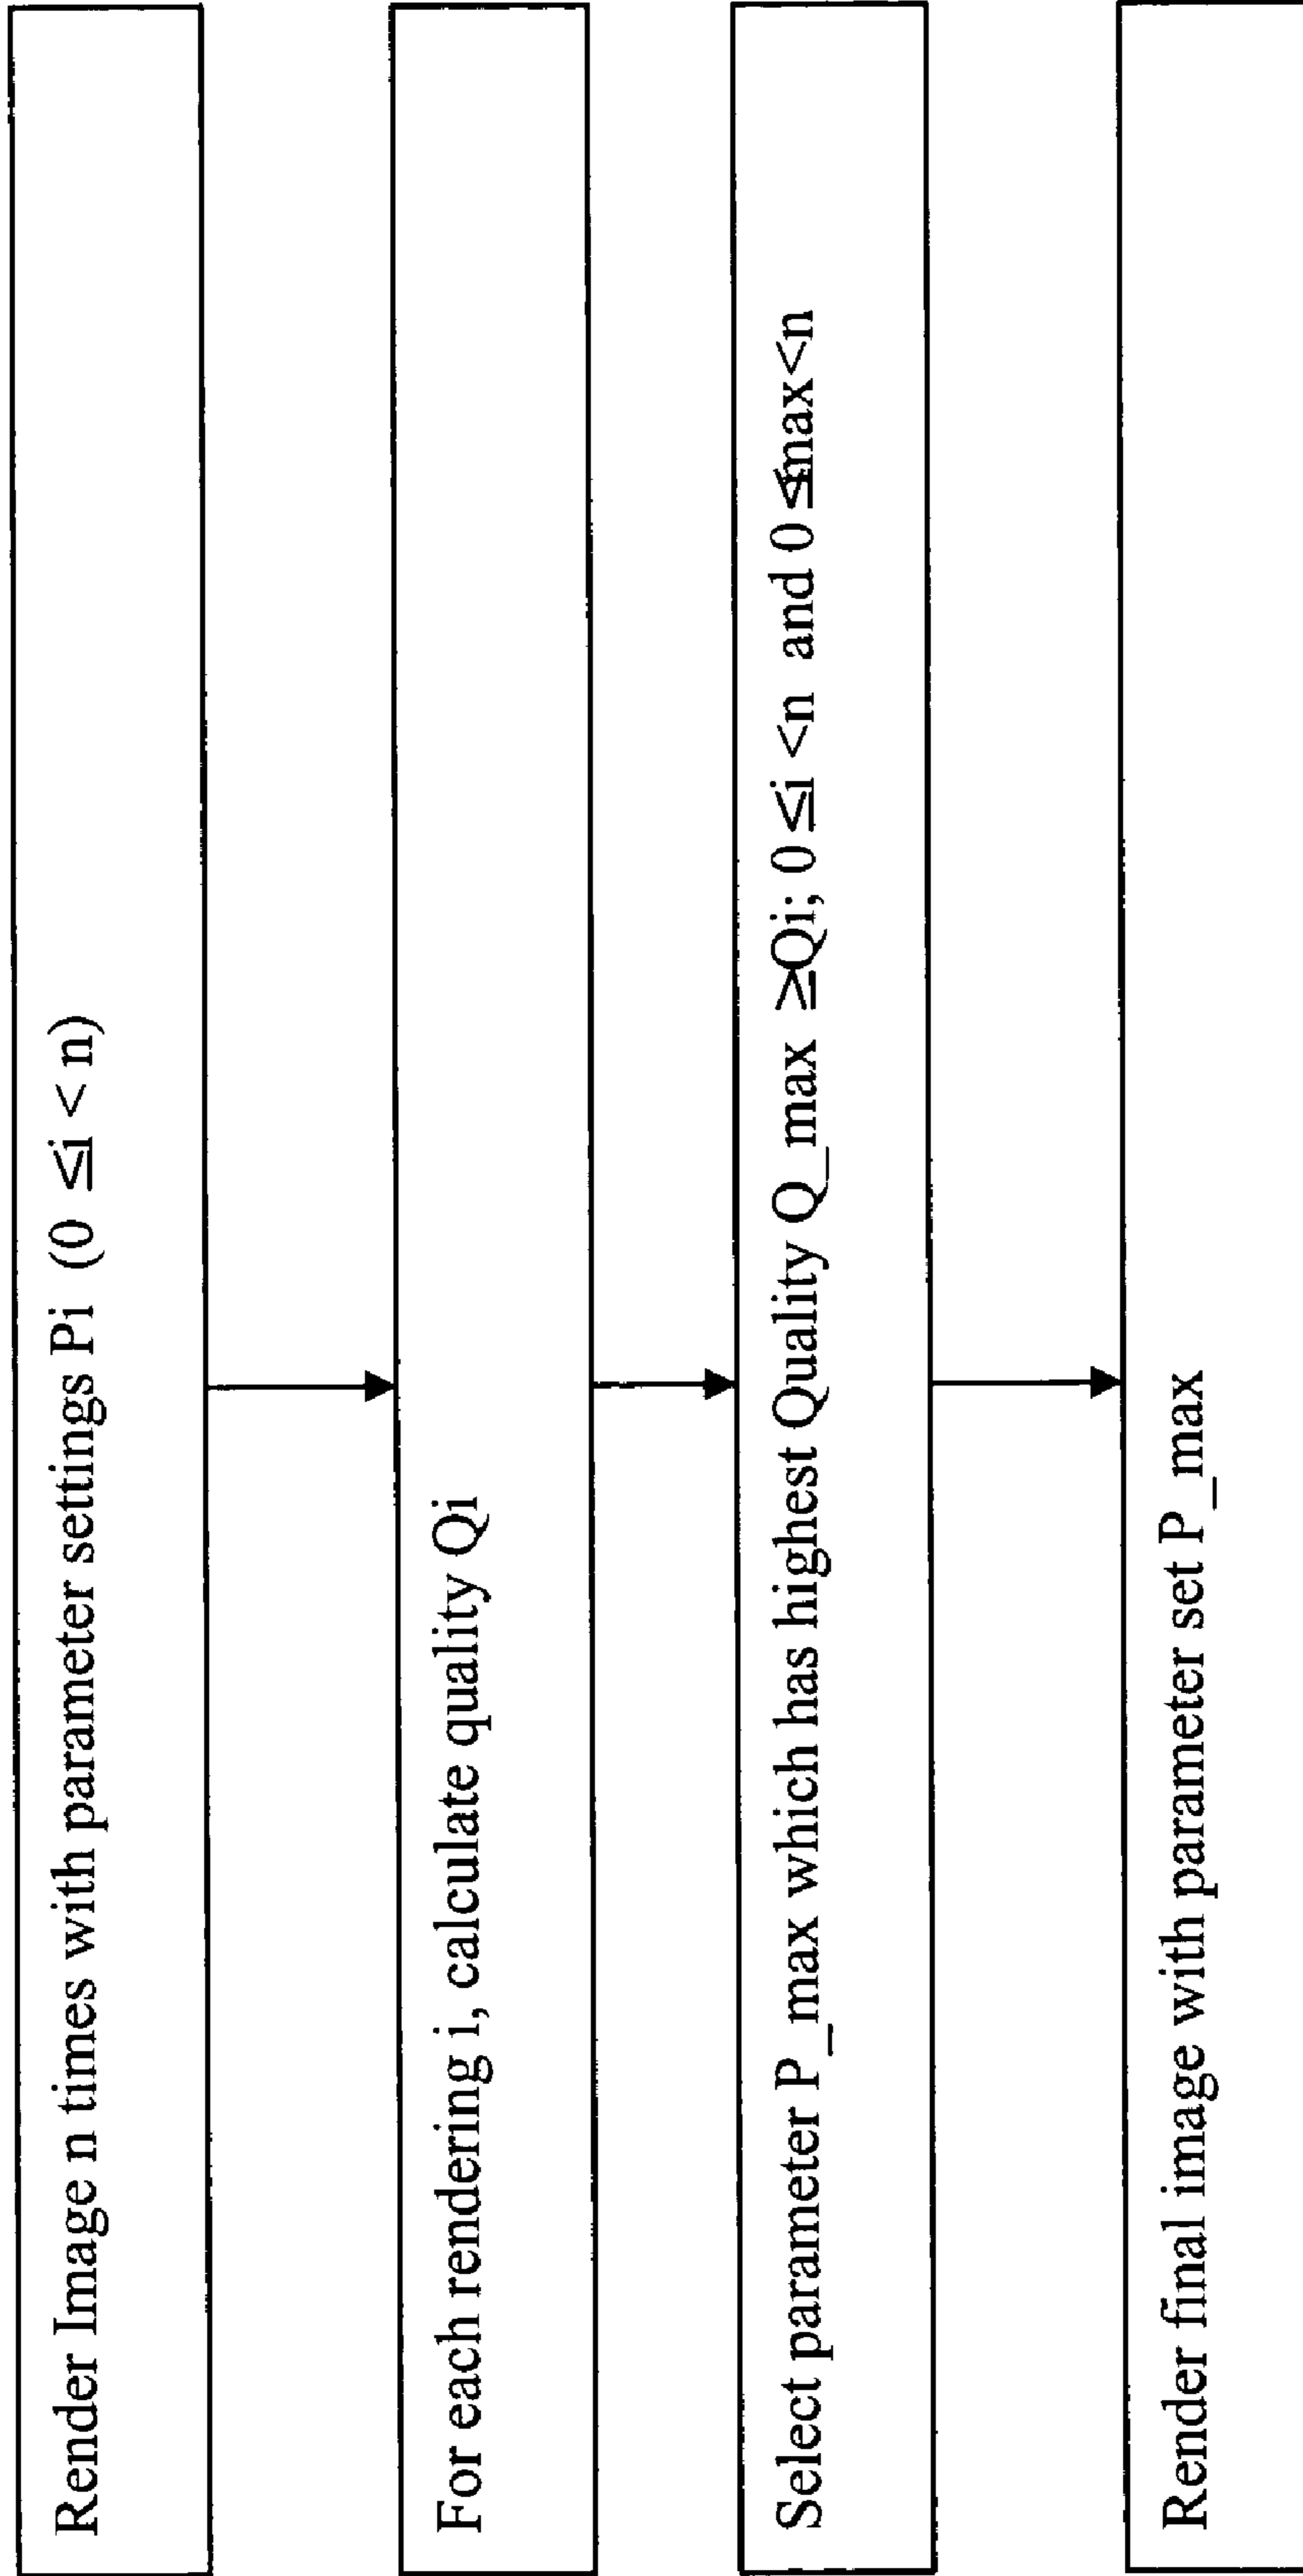 Render Image n times with parameter settings Pi (0 ≤i < n)
For each rendering i, calculate quality Qi
Select parameter P_max which has highest Quality Q_max ≥Qi; 0 ≤i <n and 0 ≤max<n
Render final image with parameter set P_max